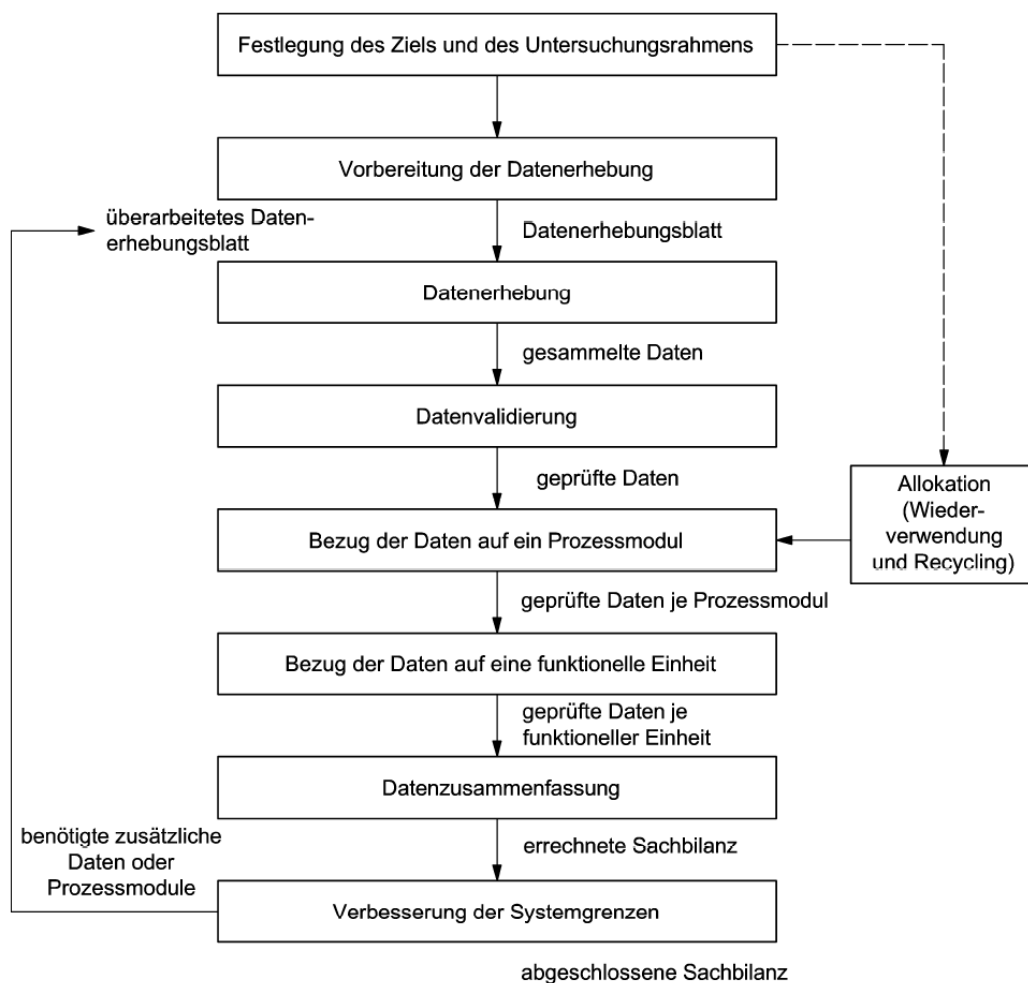 Festlegung des Ziels und des Untersuchungsrahmens
Vorbereitung der Datenerhebung
überarbeitetes Daten-
erhebungsblatt
Datenerhebungsblatt
Datenerhebung
gesammelte Daten
Datenvalidierung
geprüfte Daten
Allokation
(Wieder-
verwendung
und Recycling)
Bezug der Daten auf ein Prozessmodul
geprüfte Daten je Prozessmodul
Bezug der Daten auf eine funktionelle Einheit
geprüfte Daten je
funktioneller Einheit
Datenzusammenfassung
benötigte zusätzliche
Daten oder
Prozessmodule
errechnete Sachbilanz
Verbesserung der Systemgrenzen
abgeschlossene Sachbilanz